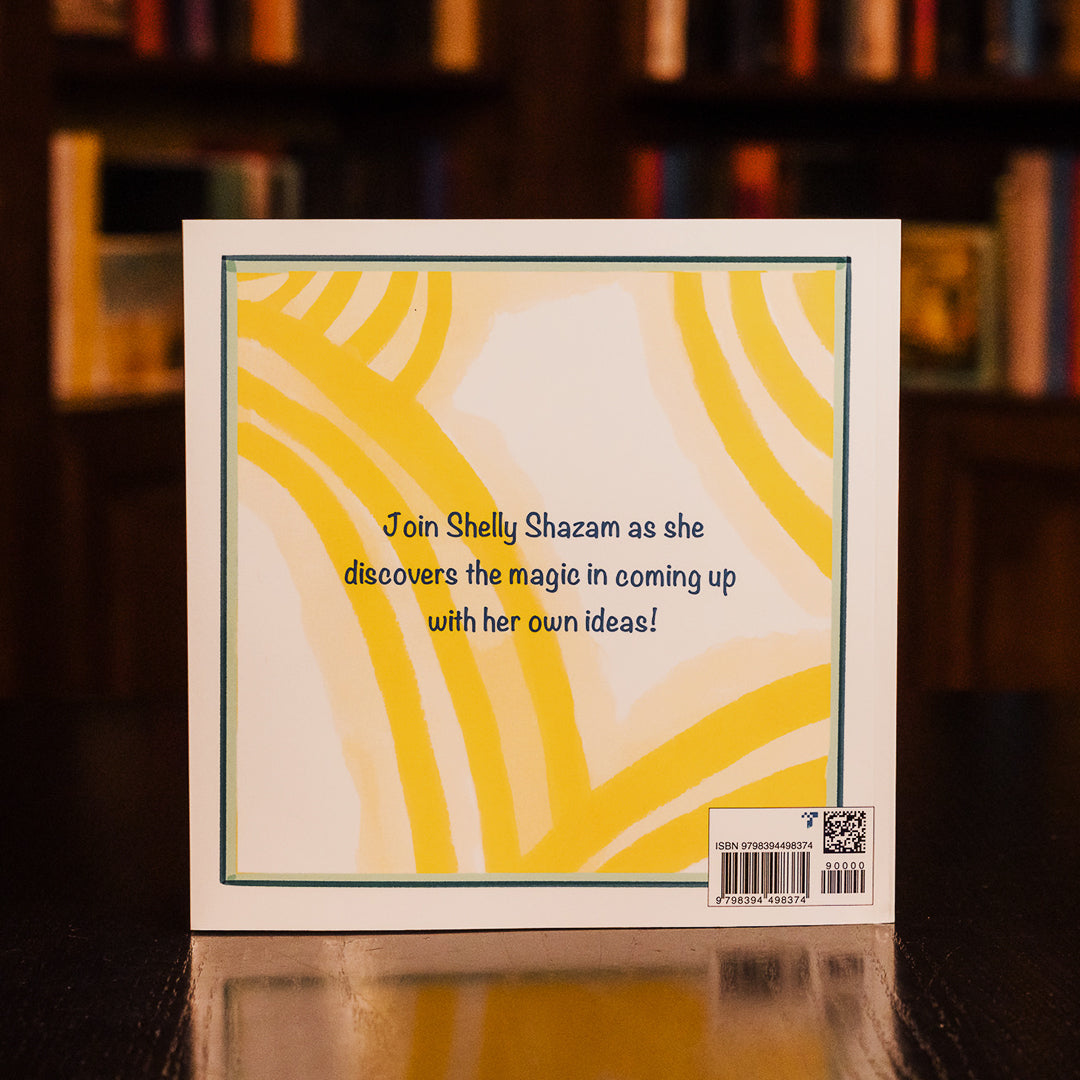 Join Shelly Shazam as she
discovers the magic in coming up
with her own ideas!
ISBN 9798394498374
90000
9 798394 498374